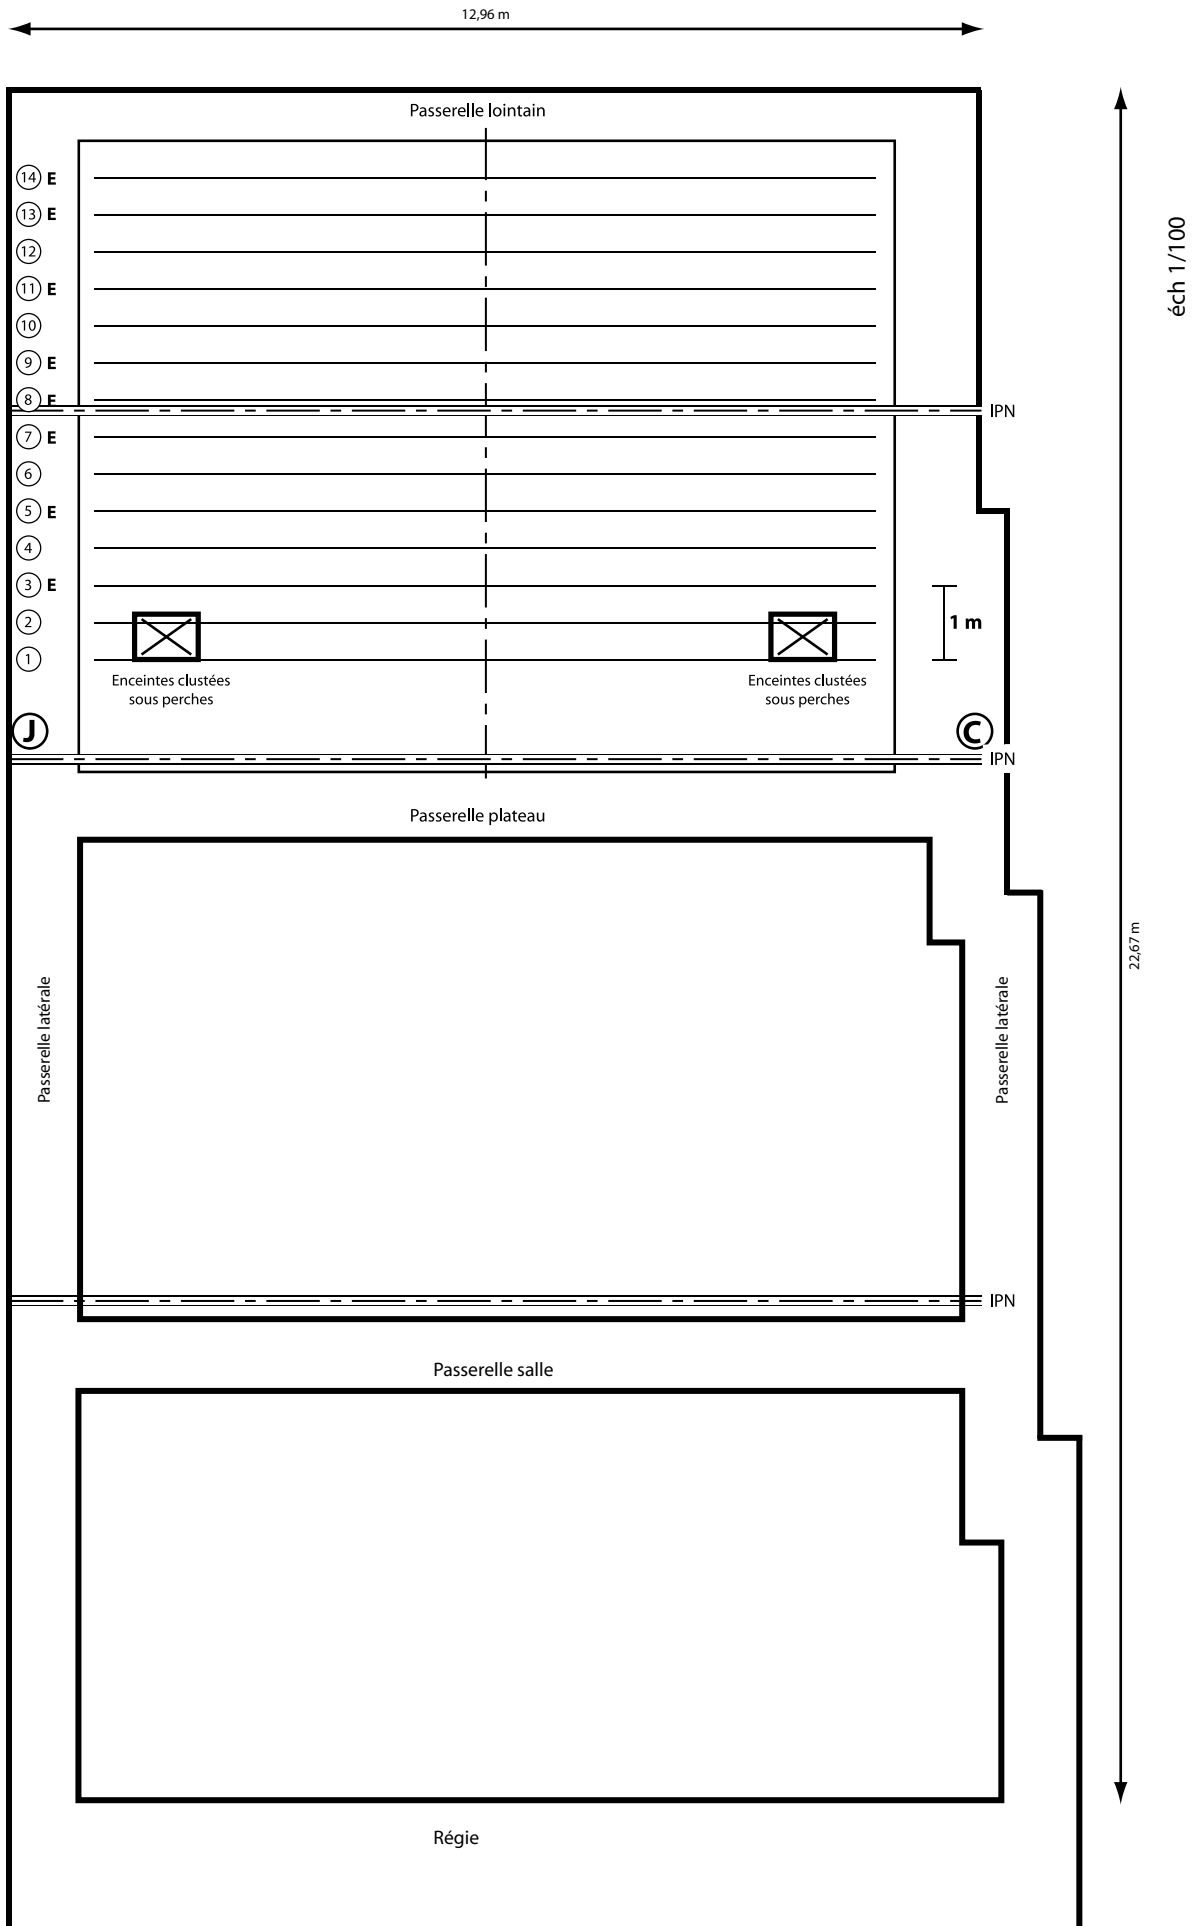 12,96 m
Passerelle lointain
14 E
13 E
12
11 E
10
9 E
8 E
IPN
7 E
6
5 E
4
3 E
2
1 m
1
Enceintes clustées
sous perches
Enceintes clustées
sous perches
J
C
IPN
Passerelle plateau
Passerelle latérale
Passerelle latérale
IPN
Passerelle salle
Régie
22,67 m
éch 1/100